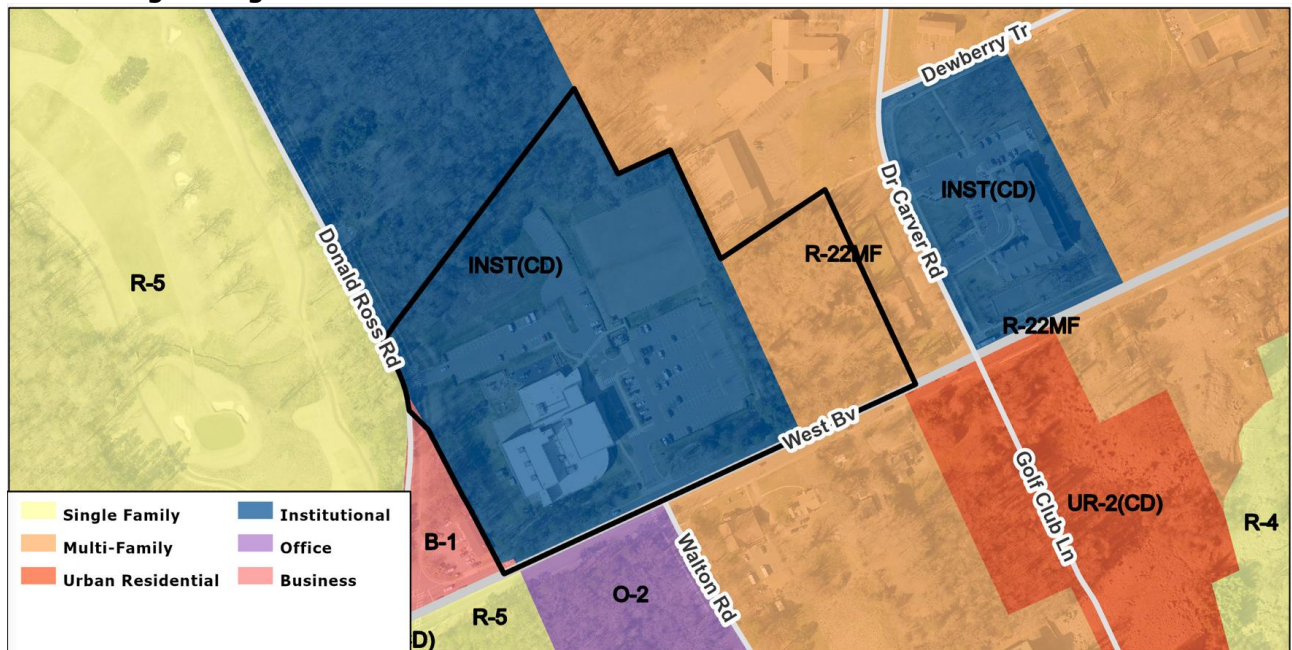 Dewberry Tr
INST(CD)
Dr Carver Rd
R-22MF
INST(CD)
Donald Ross Rd
R-5
R-22MF
West Bv
Golf Club Ln
UR-2(CD)
R-4
Single Family
Institutional
Multi-Family
Office
Urban Residential
Business
B-1
Walton Rd
O-2
R-5
D)